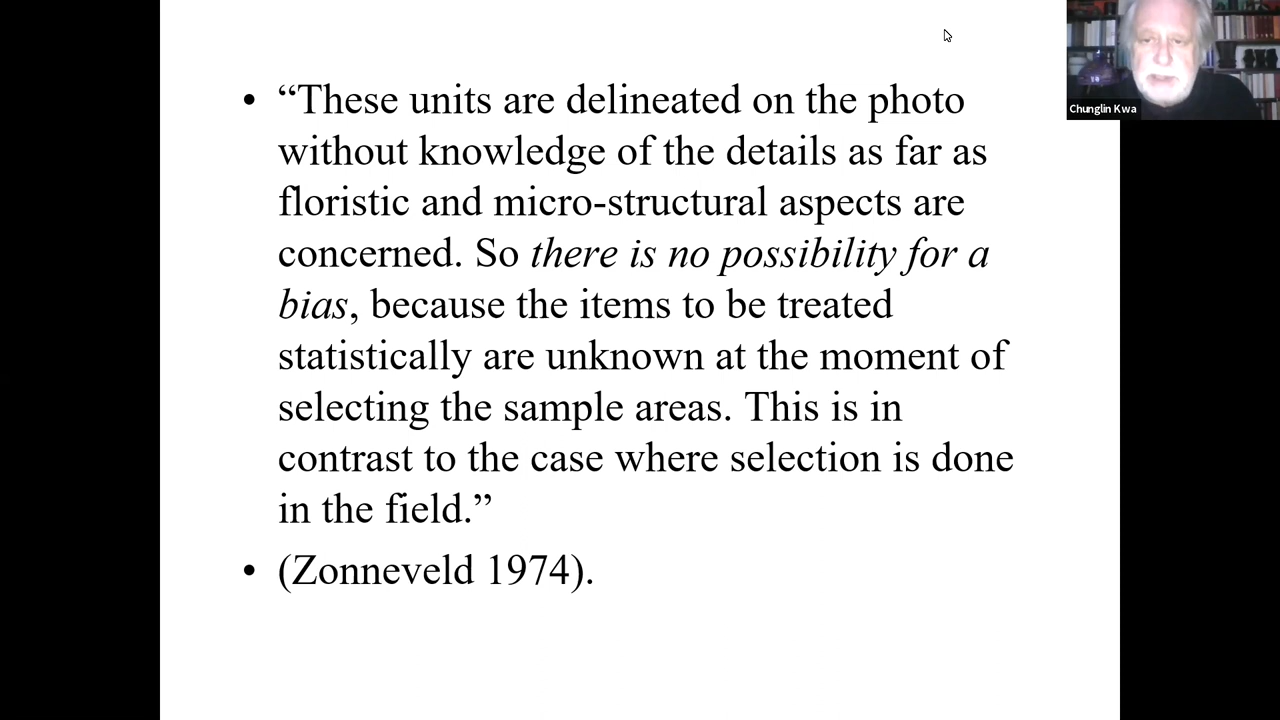 • “These units are delineated on the photo
without knowledge of the details as far as
floristic and micro-structural aspects are
concerned. So there is no possibility for a
bias, because the items to be treated
statistically are unknown at the moment of
selecting the sample areas. This is in
contrast to the case where selection is done
in the field.”
• (Zonneveld 1974).
Chunglin Kwa